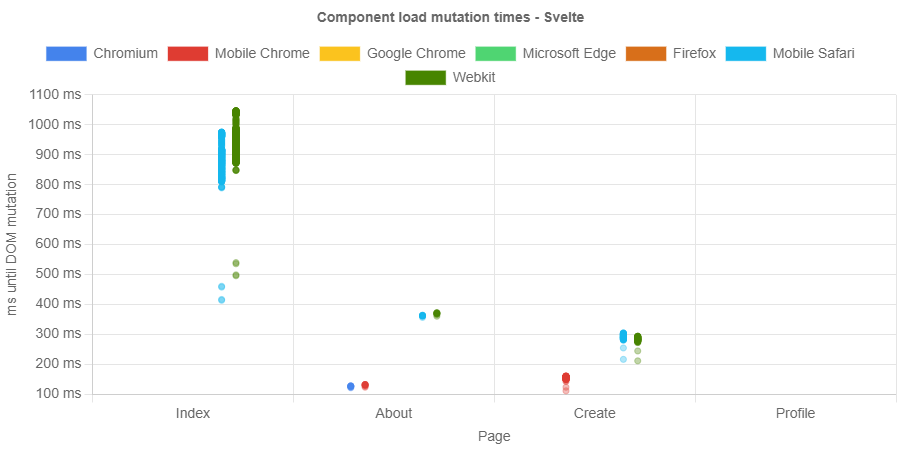 Component load mutation times - Svelte
Chromium Mobile Chrome Google Chrome Microsoft Edge Firefox Mobile Safari
Webkit
1100 ms
1000 ms
900 ms
800 ms
700 ms
600 ms
500 ms
400 ms
300 ms
200 ms
100 ms
ms until DOM mutation
Index About Create Profile
Page